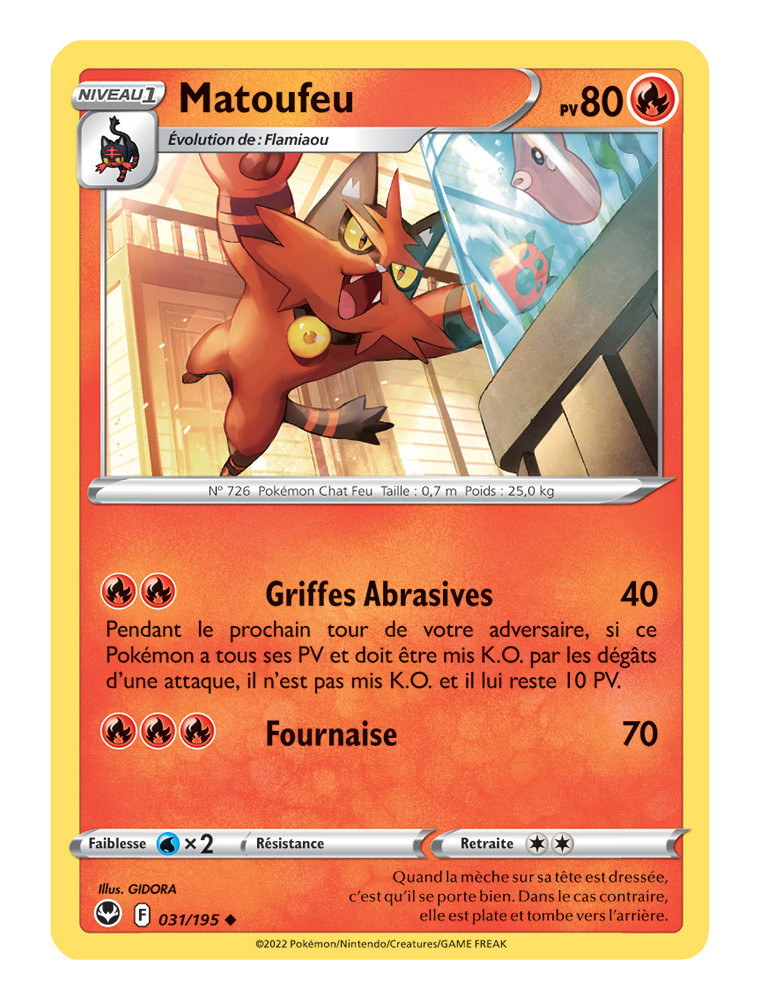 NIVEAU 1
Matoufeu
PV 80
Évolution de : Flamiaou
N° 726 Pokémon Chat Feu Taille : 0,7 m Poids : 25,0 kg
Griffes Abrasives 40
Pendant le prochain tour de votre adversaire, si ce
Pokémon a tous ses PV et doit être mis K.O. par les dégâts
d’une attaque, il n’est pas mis K.O. et il lui reste 10 PV.
Fournaise 70
Faiblesse ×2 Résistance Retraite
Quand la mèche sur sa tête est dressée,
c’est qu’il se porte bien. Dans le cas contraire,
elle est plate et tombe vers l’arrière.
Illus. GIDORA
F 031/195
©2022 Pokémon/Nintendo/Creatures/GAME FREAK